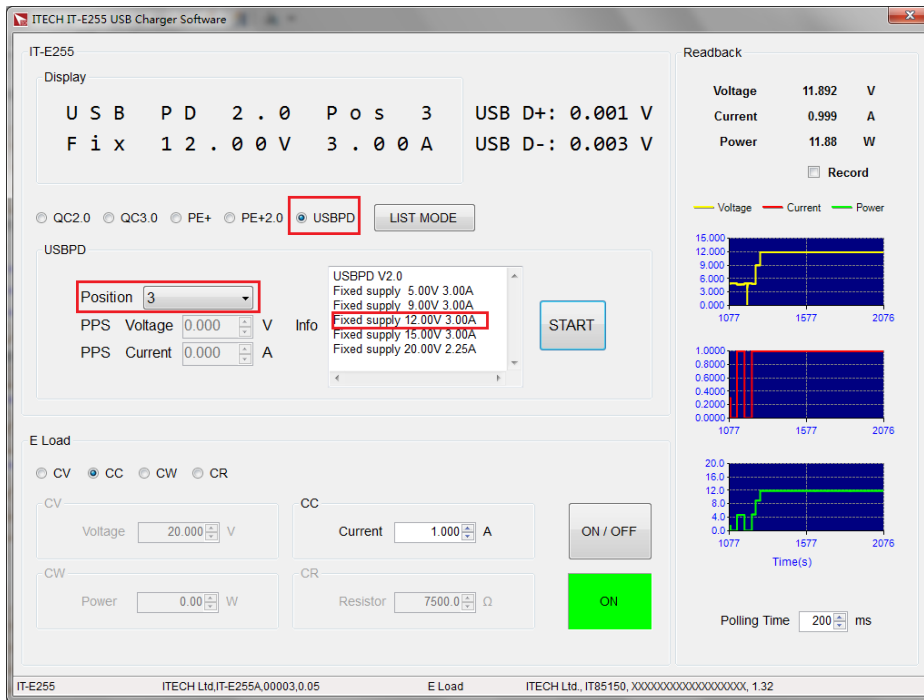 ITECH IT-E255 USB Charger Software
IT-E255
Display
USB PD 2.0 Pos 3
Fix 12.00V 3.00A
USB D+: 0.001 V
USB D-: 0.003 V
QC2.0 QC3.0 PE+ PE+2.0 USBPD LIST MODE
USBPD
Position 3
PPS Voltage 0.000 V
PPS Current 0.000 A
Info
USBPD V2.0
Fixed supply 5.00V 3.00A
Fixed supply 9.00V 3.00A
Fixed supply 12.00V 3.00A
Fixed supply 15.00V 3.00A
Fixed supply 20.00V 2.25A
START
E Load
CV CC CW CR
CV
Voltage 20.000 V
CC
Current 1.000 A
ON / OFF
CW
Power 0.00 W
CR
Resistor 7500.0 Ω
ON
Readback
Voltage 11.892 V
Current 0.999 A
Power 11.88 W
Record
Voltage Current Power
15.000
12.000
9.000
6.000
3.000
0.000
1077 1577 2076
1.0000
0.8000
0.6000
0.4000
0.2000
0.0000
1077 1577 2076
20.0
16.0
12.0
8.0
4.0
0.0
1077 1577 2076
Time(s)
Polling Time 200 ms
IT-E255 ITECH Ltd,IT-E255A,00003,0.05 E Load ITECH Ltd., IT85150, XXXXXXXXXXXXXXXXXX, 1.32